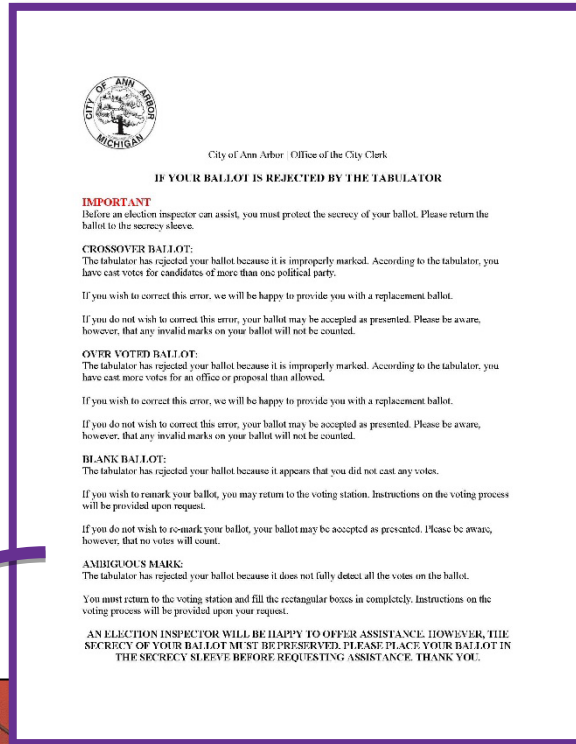 CITY OF ANN ARBOR
MICHIGAN
City of Ann Arbor | Office of the City Clerk
IF YOUR BALLOT IS REJECTED BY THE TABULATOR
IMPORTANT
Before an election inspector can assist, you must protect the secrecy of your ballot. Please return the
ballot to the secrecy sleeve.
CROSSOVER BALLOT:
The tabulator has rejected your ballot because it is improperly marked. According to the tabulator, you
have cast votes for candidates of more than one political party.
If you wish to correct this error, we will be happy to provide you with a replacement ballot.
If you do not wish to correct this error, your ballot may be accepted as presented. Please be aware,
however, that any invalid marks on your ballot will not be counted.
OVER VOTED BALLOT:
The tabulator has rejected your ballot because it is improperly marked. According to the tabulator, you
have cast more votes for an office or proposal than allowed.
If you wish to correct this error, we will be happy to provide you with a replacement ballot.
If you do not wish to correct this error, your ballot may be accepted as presented. Please be aware,
however, that any invalid marks on your ballot will not be counted.
BLANK BALLOT:
The tabulator has rejected your ballot because it appears that you did not cast any votes.
If you wish to remark your ballot, you may return to the voting station. Instructions on the voting process
will be provided upon request.
If you do not wish to re-mark your ballot, your ballot may be accepted as presented. Please be aware,
however, that no votes will count.
AMBIGUOUS MARK:
The tabulator has rejected your ballot because it does not fully detect all the votes on the ballot.
You must return to the voting station and fill the rectangular boxes in completely. Instructions on the
voting process will be provided upon your request.
AN ELECTION INSPECTOR WILL BE HAPPY TO OFFER ASSISTANCE. HOWEVER, THE
SECRECY OF YOUR BALLOT MUST BE PRESERVED. PLEASE PLACE YOUR BALLOT IN
THE SECRECY SLEEVE BEFORE REQUESTING ASSISTANCE. THANK YOU.